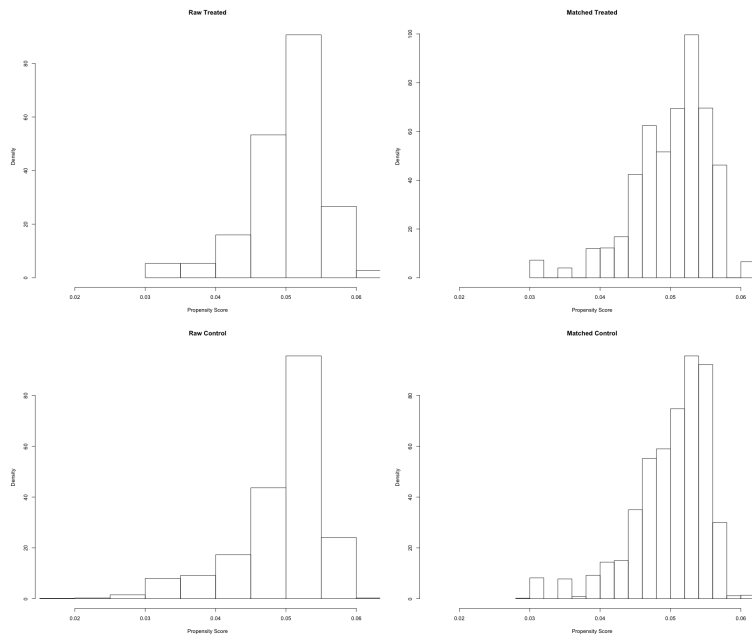 Raw Treated
Density
0
20
40
60
80
0.02 0.03 0.04 0.05 0.06
Propensity Score
Matched Treated
Density
0
20
40
60
80
100
0.02 0.03 0.04 0.05 0.06
Propensity Score
Raw Control
Density
0
20
40
60
80
0.02 0.03 0.04 0.05 0.06
Propensity Score
Matched Control
Density
0
20
40
60
80
0.02 0.03 0.04 0.05 0.06
Propensity Score